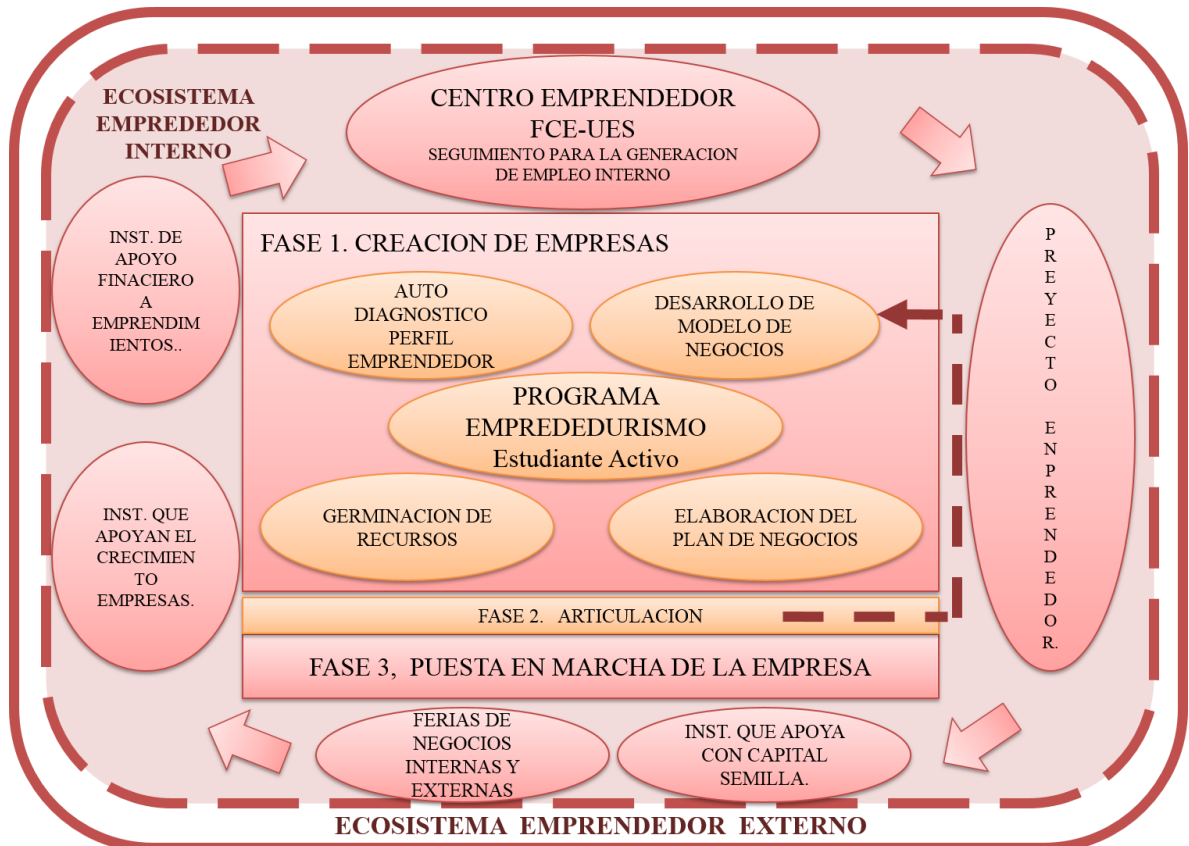 ECOSISTEMA
EMPREDEDOR
INTERNO
CENTRO EMPRENDEDOR
FCE-UES
SEGUIMIENTO PARA LA GENERACION
DE EMPLEO INTERNO
INST. DE
APOYO
FINACIERO
A
EMPRENDIM
IENTOS..
INST. QUE
APOYAN EL
CRECIMIEN
TO
EMPRESAS.
FASE 1. CREACION DE EMPRESAS
AUTO
DIAGNOSTICO
PERFIL
EMPRENDEDOR
DESARROLLO DE
MODELO DE
NEGOCIOS
PROGRAMA
EMPREDEDURISMO
Estudiante Activo
GERMINACION DE
RECURSOS
ELABORACION DEL
PLAN DE NEGOCIOS
FASE 2. ARTICULACION
FASE 3, PUESTA EN MARCHA DE LA EMPRESA
PREYECTO ENPRENDEDOR.
FERIAS DE
NEGOCIOS
INTERNAS Y
EXTERNAS
INST. QUE APOYA
CON CAPITAL
SEMILLA.
ECOSISTEMA EMPRENDEDOR EXTERNO